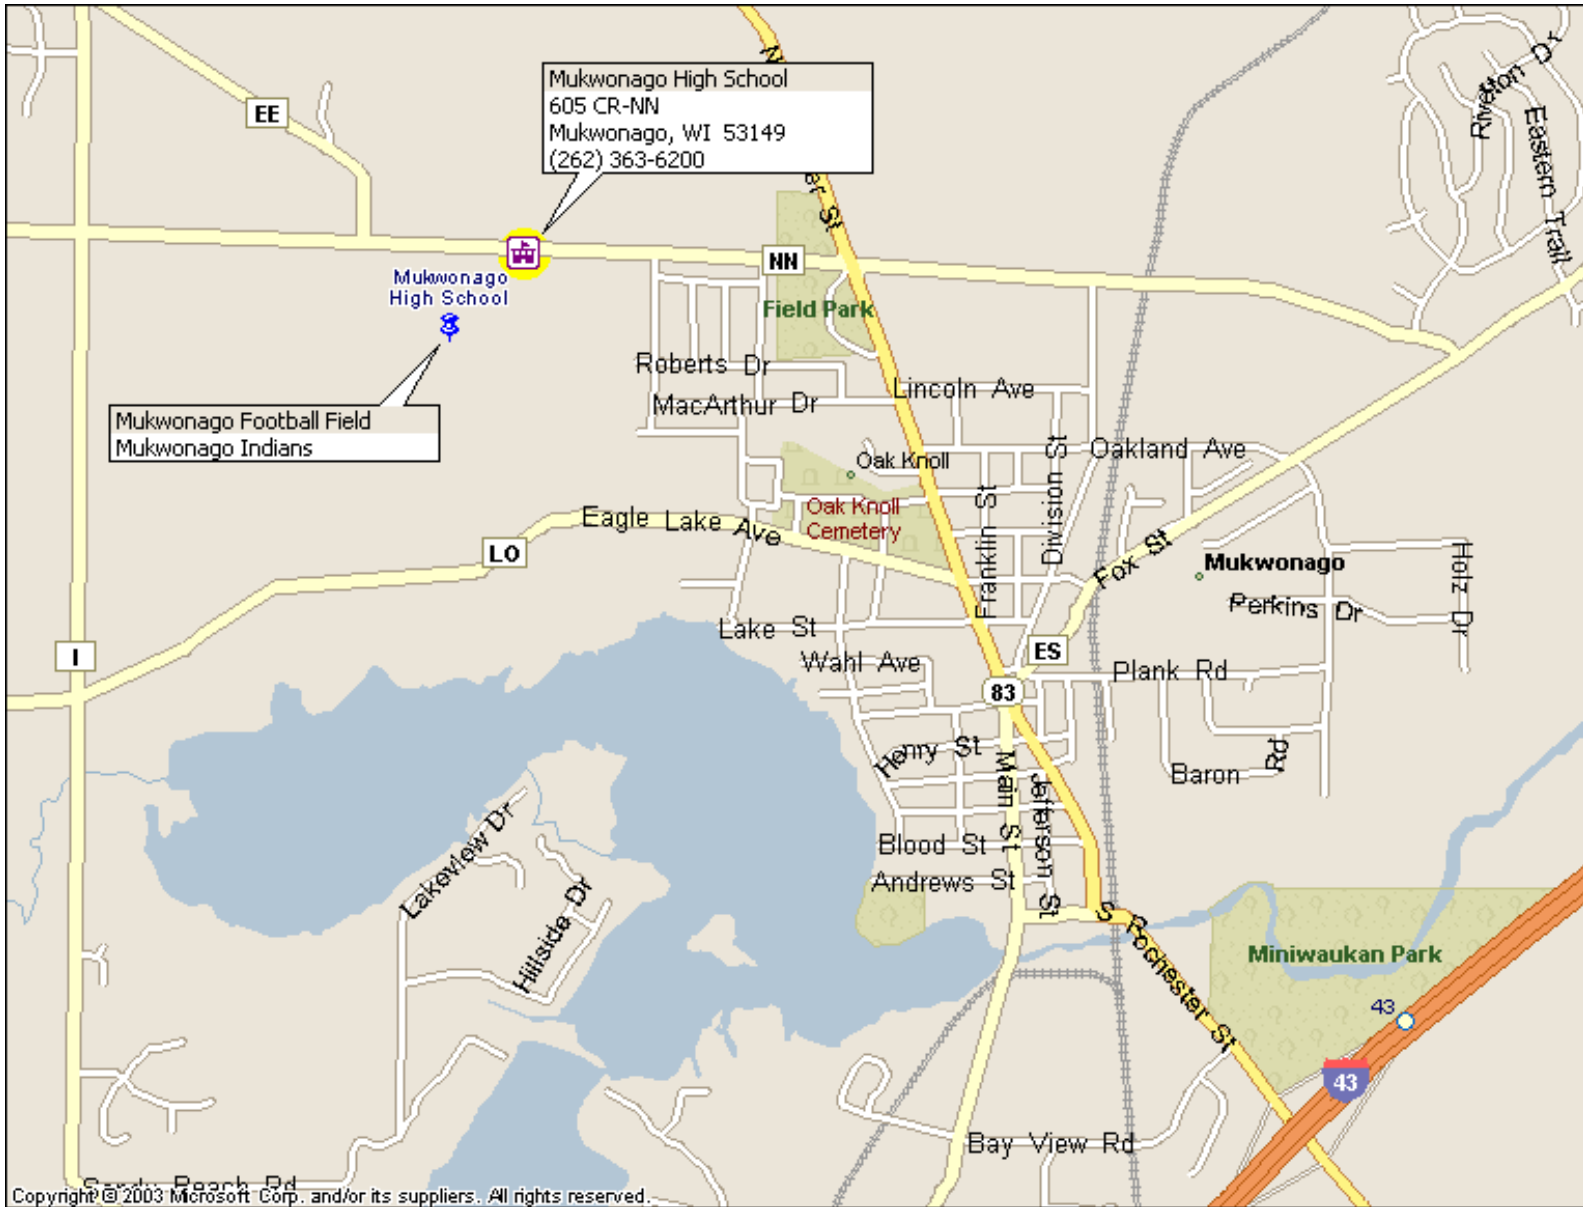 EE
Mukwonago High School
605 CR-NN
Mukwonago, WI 53149
(262) 363-6200
Riverton Dr
Eastern Trail
NN
Mukwonago
High School
Field Park
Roberts Dr
Lincoln Ave
MacArthur Dr
Mukwonago Football Field
Mukwonago Indians
Oakland Ave
Oak Knoll
Oak Knoll
Cemetery
Franklin St
Division St
Eagle Lake Ave
LO
Fox St
Mukwonago
Holz Dr
Perkins Dr
Lake St
I
ES
Wahl Ave
Plank Rd
83
Henry St
Main St
Jefferson St
Baron Rd
Lakeview Dr
Blood St
Andrews St
Hillside Dr
S Rochester St
Miniwaukan Park
43
43
Bay View Rd
Sandy Beach Rd
Copyright © 2003 Microsoft Corp. and/or its suppliers. All rights reserved.